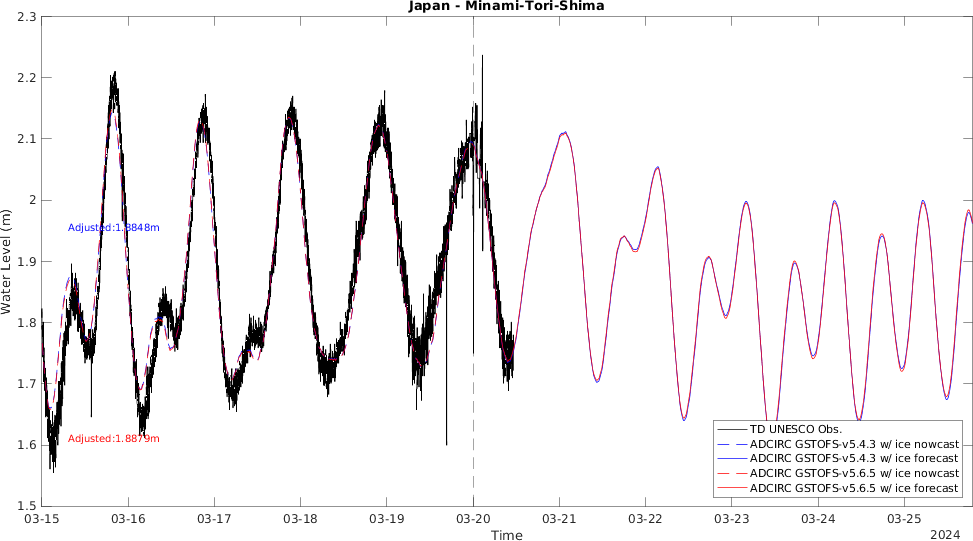 Japan - Minami-Tori-Shima
Water Level (m)
2.3
2.2
2.1
2
1.9
1.8
1.7
1.6
1.5
Adjusted:1.8848m
Adjusted:1.8879m
TD UNESCO Obs.
ADCIRC GSTOFS-v5.4.3 w/ ice nowcast
ADCIRC GSTOFS-v5.4.3 w/ ice forecast
ADCIRC GSTOFS-v5.6.5 w/ ice nowcast
ADCIRC GSTOFS-v5.6.5 w/ ice forecast
03-15 03-16 03-17 03-18 03-19 03-20 03-21 03-22 03-23 03-24 03-25
Time
2024